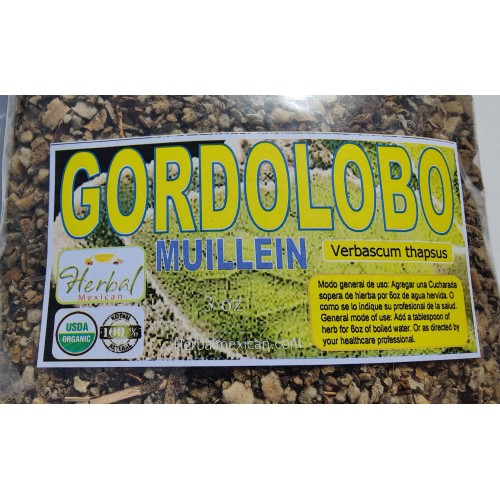 GORDOLOBO
MUILLEIN
Verbascum thapsus
Herbal
Mexican
USDA
ORGANIC
100 %
Modo general de uso: Agregar una Cucharada
sopera de hierba por 6oz de agua hervida. O
como se lo indique su profesional de la salud.
General mode of use: Add a tablespoon of
herb for 6oz of boiled water. Or as directed by
your healthcare professional.
oz
Herbalmexican.com